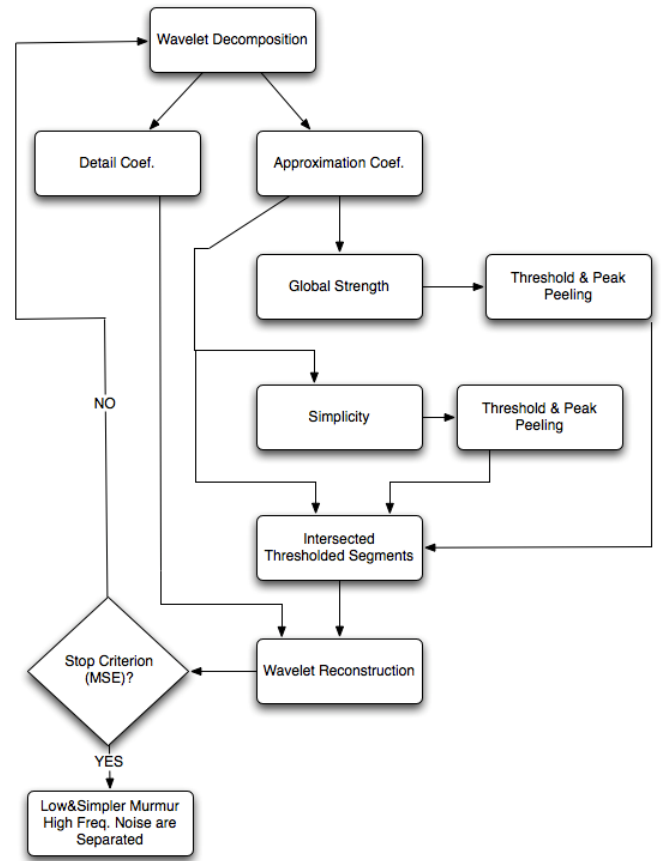 Wavelet Decomposition
Detail Coef.
Approximation Coef.
Global Strength
Threshold & Peak
Peeling
NO
Simplicity
Threshold & Peak
Peeling
Intersected
Thresholded Segments
Stop Criterion
(MSE)?
Wavelet Reconstruction
YES
Low&Simpler Murmur
High Freq. Noise are
Separated